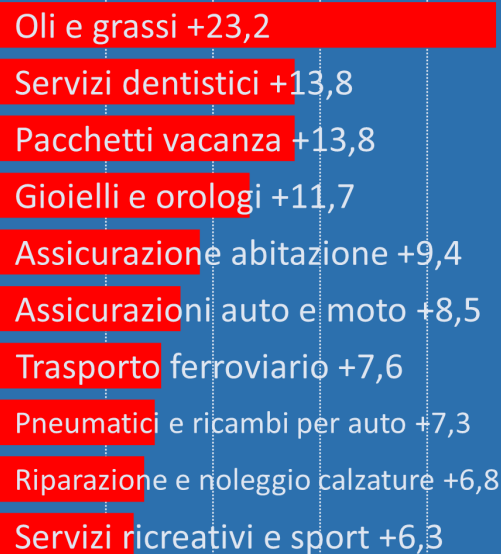 Oli e grassi +23,2
Servizi dentistici +13,8
Pacchetti vacanza +13,8
Gioielli e orologi +11,7
Assicurazione abitazione +9,4
Assicurazioni auto e moto +8,5
Trasporto ferroviario +7,6
Pneumatici e ricambi per auto +7,3
Riparazione e noleggio calzature +6,8
Servizi ricreativi e sport +6,3